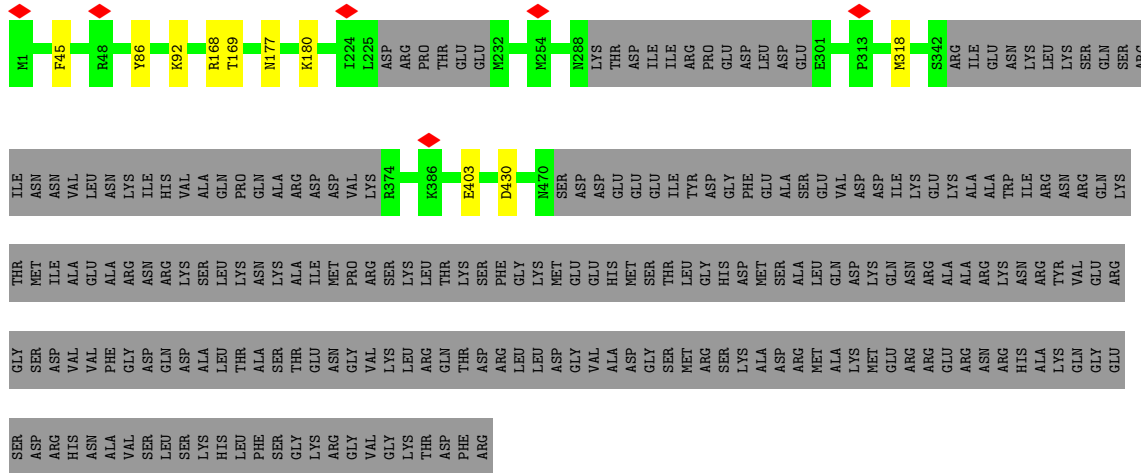 M1 F45 R48 Y86 K92 R168 T169 N177 K180 I224 L225 ASP ARG PRO THR GLU GLU M232 M254 N288 LYS THR ASP ILE ILE ARG PRO GLU ASP LEU ASP GLU E301 P313 M318 S342 ARG ILE GLU ASN LYS LEU LYS SER GLN SER ARG
ILE ASN ASN VAL LEU ASN LYS ILE HIS VAL ALA GLN PRO GLN ALA ARG ASP ASP VAL LYS R374 K386 E403 D430 N470 SER ASP ASP GLU GLU GLU ILE TYR ASP GLY PHE GLU ALA SER GLU VAL ASP ASP ILE LYS GLU LYS ALA ALA TRP ILE ARG ASN ARG GLN LYS
THR MET ILE ALA GLU ALA ARG ASN ARG LYS SER LEU LYS ASN LYS ALA ILE MET PRO ARG SER LYS LEU THR LYS SER PHE GLY LYS MET GLU GLU HIS MET SER THR LEU GLY HIS ASP MET SER ALA LEU GLN ASP LYS GLN ASN ARG ALA ALA ARG LYS ASN ARG TYR VAL GLU ARG
GLY SER ASP VAL VAL PHE GLY ASP GLN ASP ALA LEU THR ALA SER THR GLU ASN GLY VAL LYS LEU ARG GLN THR ASP ARG LEU LEU ASP GLY VAL ALA ASP GLY SER MET ARG SER LYS ALA ASP ARG MET ALA LYS MET GLU ARG ARG GLU ARG ASN ARG HIS ALA LYS GLN GLY GLU
SER ASP ARG HIS ASN ALA VAL SER LEU SER LYS HIS LEU PHE SER GLY LYS ARG GLY VAL GLY LYS THR ASP PHE ARG